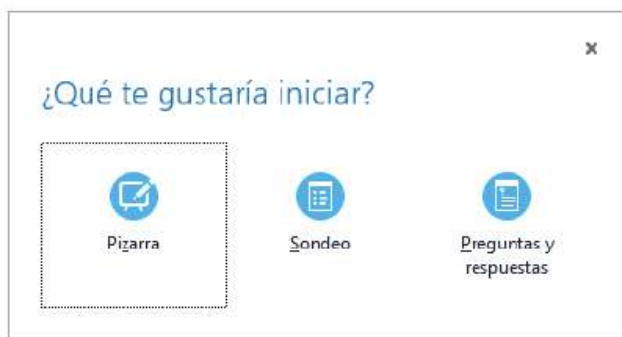 ¿Qué te gustaría iniciar?
Pizarra
Sondeo
Preguntas y
respuestas